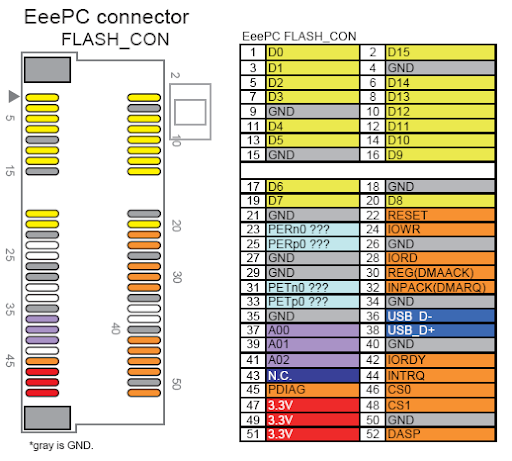 EeePC connector
FLASH_CON
2
5
10
15
20
25
30
35
40
45
50
*gray is GND.
EeePC FLASH_CON
1 D0 2 D15
3 D1 4 GND
5 D2 6 D14
7 D3 8 D13
9 GND 10 D12
11 D4 12 D11
13 D5 14 D10
15 GND 16 D9
17 D6 18 GND
19 D7 20 D8
21 GND 22 RESET
23 PERn0 ??? 24 IOWR
25 PERp0 ??? 26 GND
27 GND 28 IORD
29 GND 30 REG(DMAACK)
31 PETn0 ??? 32 INPACK(DMARQ)
33 PETp0 ??? 34 GND
35 GND 36 USB_D-
37 A00 38 USB_D+
39 A01 40 GND
41 A02 42 IORDY
43 N.C. 44 INTRQ
45 PDIAG 46 CS0
47 3.3V 48 CS1
49 3.3V 50 GND
51 3.3V 52 DASP